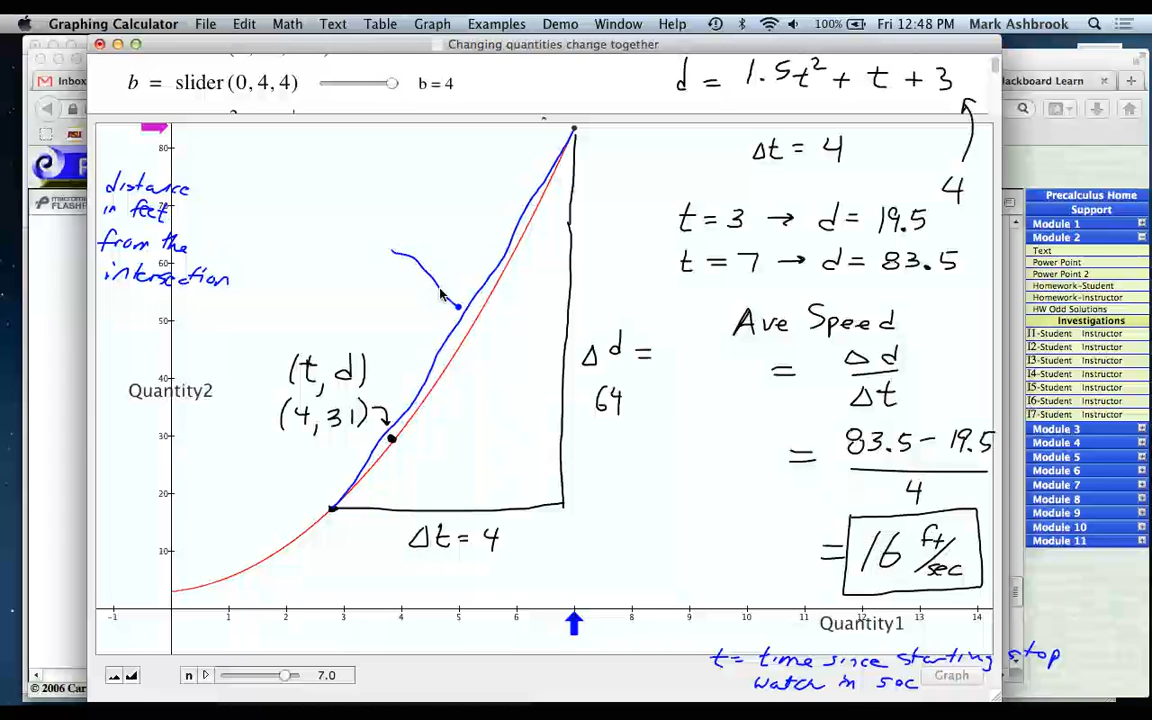 Graphing Calculator File Edit Math Text Table Graph Examples Demo Window Help 100% Fri 12:48 PM Mark Ashbrook
Changing quantities change together
Inbox
Blackboard Learn
b = slider (0, 4, 4)
b = 4
d = 1.5t² + t + 3
Δt = 4
4
t = 3 → d = 19.5
t = 7 → d = 83.5
Ave Speed
= Δd/Δt
= 83.5 - 19.5
4
= 16 ft/sec
distance
in feet
from the
intersection
80
70
60
50
40
30
20
10
Quantity2
(t, d)
(4, 31)
Δd =
64
Δt = 4
-1 1 2 3 4 5 6 7 8 9 10 11 12 13 14
Quantity1
t = time since starting stop
watch in sec
n 7.0
Graph
© 2006 Car
Precalculus Home
Support
Module 1
Module 2
Text
Power Point
Power Point 2
Homework-Student
Homework-Instructor
HW Odd Solutions
Investigations
I1-Student Instructor
I2-Student Instructor
I3-Student Instructor
I4-Student Instructor
I5-Student Instructor
I6-Student Instructor
I7-Student Instructor
Module 3
Module 4
Module 5
Module 6
Module 7
Module 8
Module 9
Module 10
Module 11